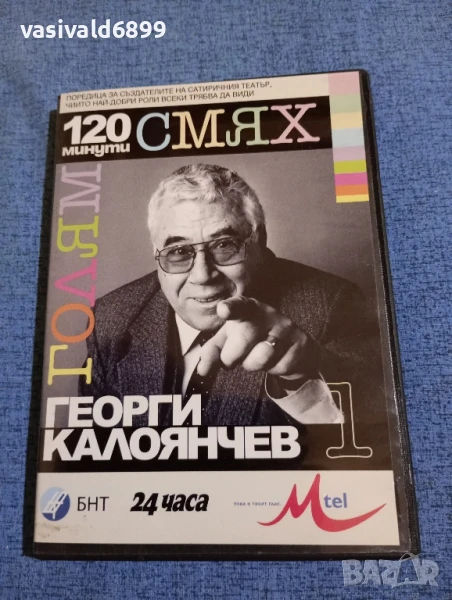 vasivald6899
ПОРЕДИЦА ЗА СЪЗДАТЕЛИТЕ НА САТИРИЧНИЯ ТЕАТЪР,
ЧИИТО НАЙ-ДОБРИ РОЛИ ВСЕКИ ТРЯБВА ДА ВИДИ
120
минути
СМЯХ
ГОЛЯМ
ГЕОРГИ
КАЛОЯНЧЕВ
1
БНТ
24 часа
Mtel
BAZAR